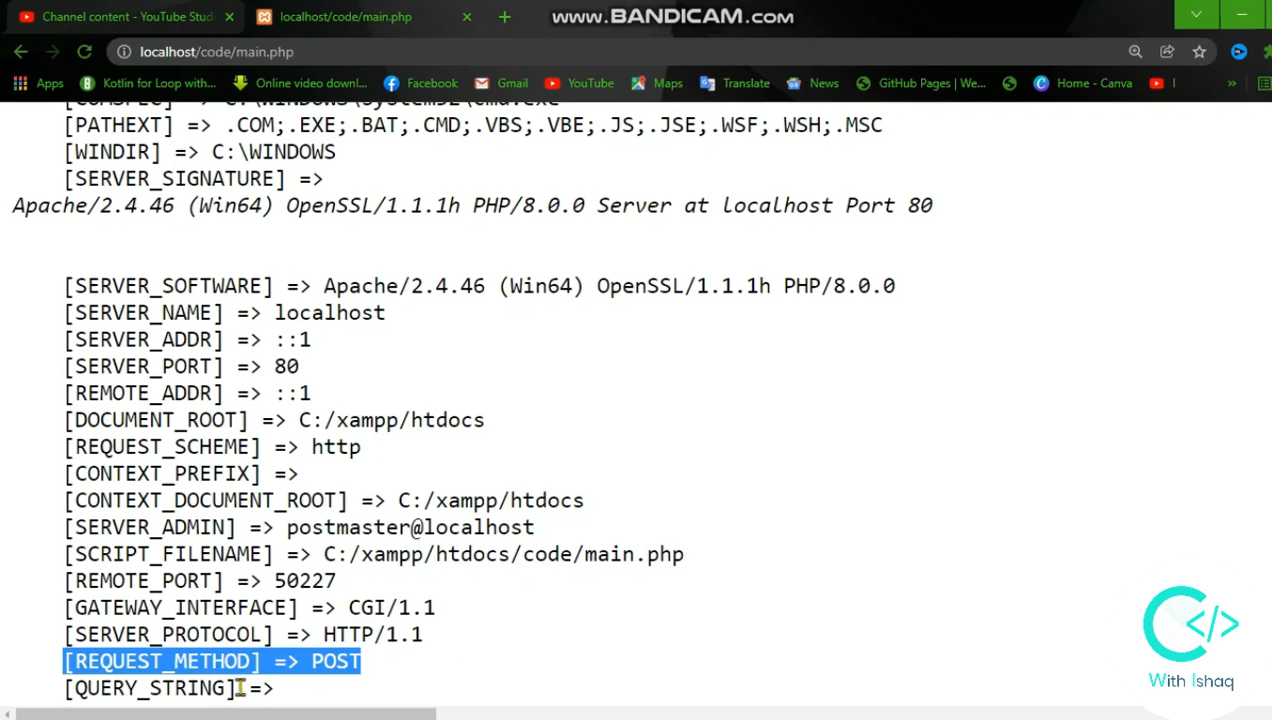 Channel content - YouTube Stud
localhost/code/main.php
www.BANDICAM.com
localhost/code/main.php
Apps
Kotlin for Loop with...
Online video downl...
Facebook
Gmail
YouTube
Maps
Translate
News
GitHub Pages | We...
Home - Canva
I
[COMSPEC] => C:\WINDOWS\system32\cmd.exe
[PATHEXT] => .COM;.EXE;.BAT;.CMD;.VBS;.VBE;.JS;.JSE;.WSF;.WSH;.MSC
[WINDIR] => C:\WINDOWS
[SERVER_SIGNATURE] =>
Apache/2.4.46 (Win64) OpenSSL/1.1.1h PHP/8.0.0 Server at localhost Port 80
[SERVER_SOFTWARE] => Apache/2.4.46 (Win64) OpenSSL/1.1.1h PHP/8.0.0
[SERVER_NAME] => localhost
[SERVER_ADDR] => ::1
[SERVER_PORT] => 80
[REMOTE_ADDR] => ::1
[DOCUMENT_ROOT] => C:/xampp/htdocs
[REQUEST_SCHEME] => http
[CONTEXT_PREFIX] =>
[CONTEXT_DOCUMENT_ROOT] => C:/xampp/htdocs
[SERVER_ADMIN] => postmaster@localhost
[SCRIPT_FILENAME] => C:/xampp/htdocs/code/main.php
[REMOTE_PORT] => 50227
[GATEWAY_INTERFACE] => CGI/1.1
[SERVER_PROTOCOL] => HTTP/1.1
[REQUEST_METHOD] => POST
[QUERY_STRING] =>
</> With Ishaq